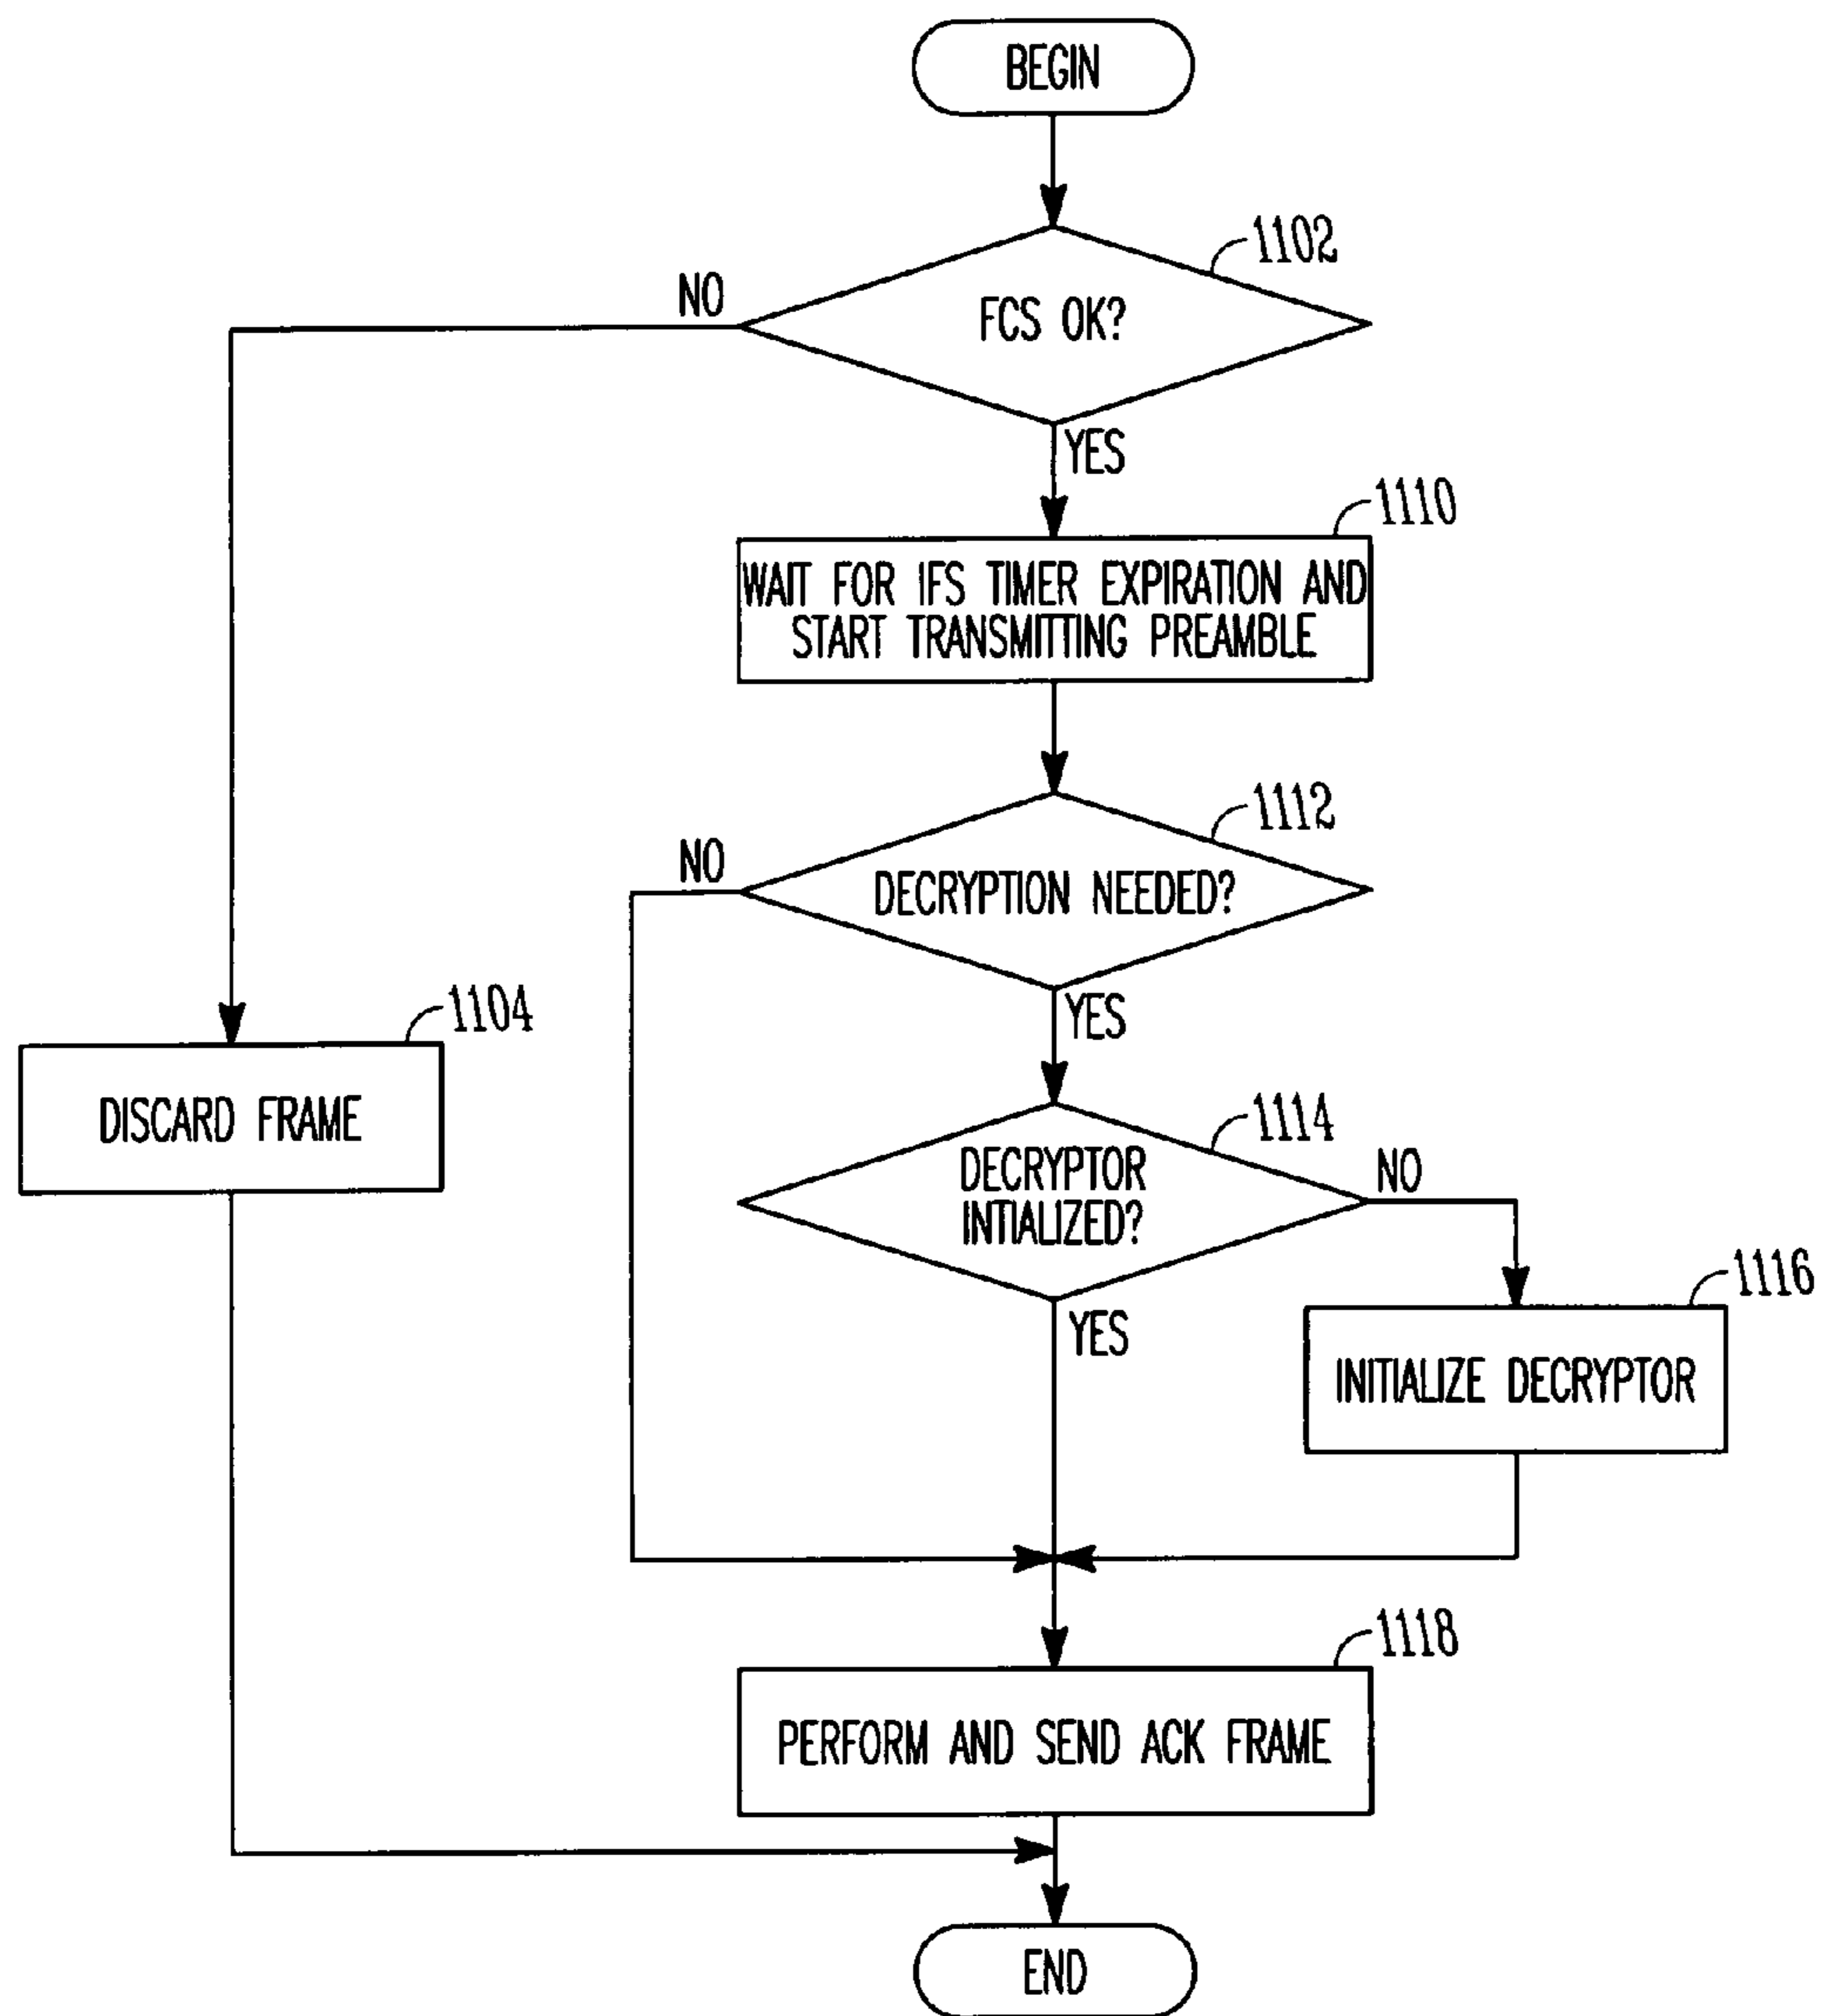 BEGIN
1102
NO
FCS OK?
YES
1110
WAIT FOR IFS TIMER EXPIRATION AND
START TRANSMITTING PREAMBLE
1112
NO
DECRYPTION NEEDED?
YES
1104
DISCARD FRAME
1114
DECRYPTOR
INTIALIZED?
NO
YES
1116
INITIALIZE DECRYPTOR
1118
PERFORM AND SEND ACK FRAME
END